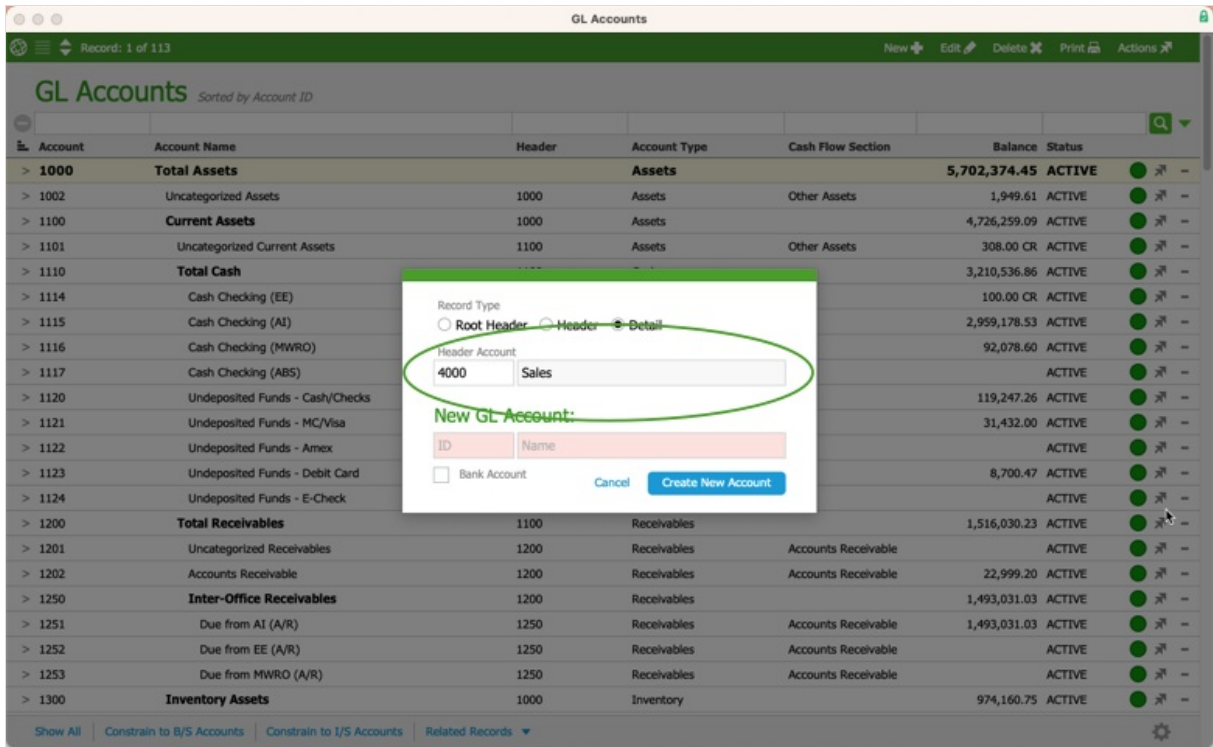 GL Accounts
Record: 1 of 113 New Edit Delete Print Actions
GL Accounts Sorted by Account ID
Account Account Name Header Account Type Cash Flow Section Balance Status
> 1000 Total Assets Assets 5,702,374.45 ACTIVE
> 1002 Uncategorized Assets 1000 Assets Other Assets 1,949.61 ACTIVE
> 1100 Current Assets 1000 Assets 4,726,259.09 ACTIVE
> 1101 Uncategorized Current Assets 1100 Assets Other Assets 308.00 CR ACTIVE
> 1110 Total Cash 3,210,536.86 ACTIVE
> 1114 Cash Checking (EE) 100.00 CR ACTIVE
> 1115 Cash Checking (AI) 2,959,178.53 ACTIVE
> 1116 Cash Checking (MWRO) 92,078.60 ACTIVE
> 1117 Cash Checking (ABS) ACTIVE
> 1120 Undeposited Funds - Cash/Checks 119,247.26 ACTIVE
> 1121 Undeposited Funds - MC/Visa 31,432.00 ACTIVE
> 1122 Undeposited Funds - Amex ACTIVE
> 1123 Undeposited Funds - Debit Card 8,700.47 ACTIVE
> 1124 Undeposited Funds - E-Check ACTIVE
> 1200 Total Receivables 1100 Receivables 1,516,030.23 ACTIVE
> 1201 Uncategorized Receivables 1200 Receivables Accounts Receivable ACTIVE
> 1202 Accounts Receivable 1200 Receivables Accounts Receivable 22,999.20 ACTIVE
> 1250 Inter-Office Receivables 1200 Receivables 1,493,031.03 ACTIVE
> 1251 Due from AI (A/R) 1250 Receivables Accounts Receivable 1,493,031.03 ACTIVE
> 1252 Due from EE (A/R) 1250 Receivables Accounts Receivable ACTIVE
> 1253 Due from MWRO (A/R) 1250 Receivables Accounts Receivable ACTIVE
> 1300 Inventory Assets 1000 Inventory 974,160.75 ACTIVE
Record Type
Root Header Header Detail
Header Account
4000 Sales
New GL Account:
ID Name
Bank Account Cancel Create New Account
Show All Constrain to B/S Accounts Constrain to I/S Accounts Related Records